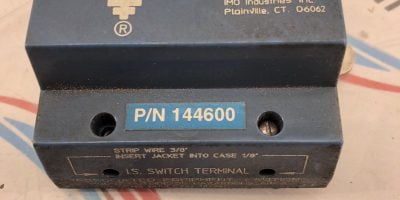 IMO Industries Inc.
Plainville, CT. 06062
®
P/N 144600
STRIP WIRE 3/8"
INSERT JACKET INTO CASE 1/8"
I.S. SWITCH TERMINAL